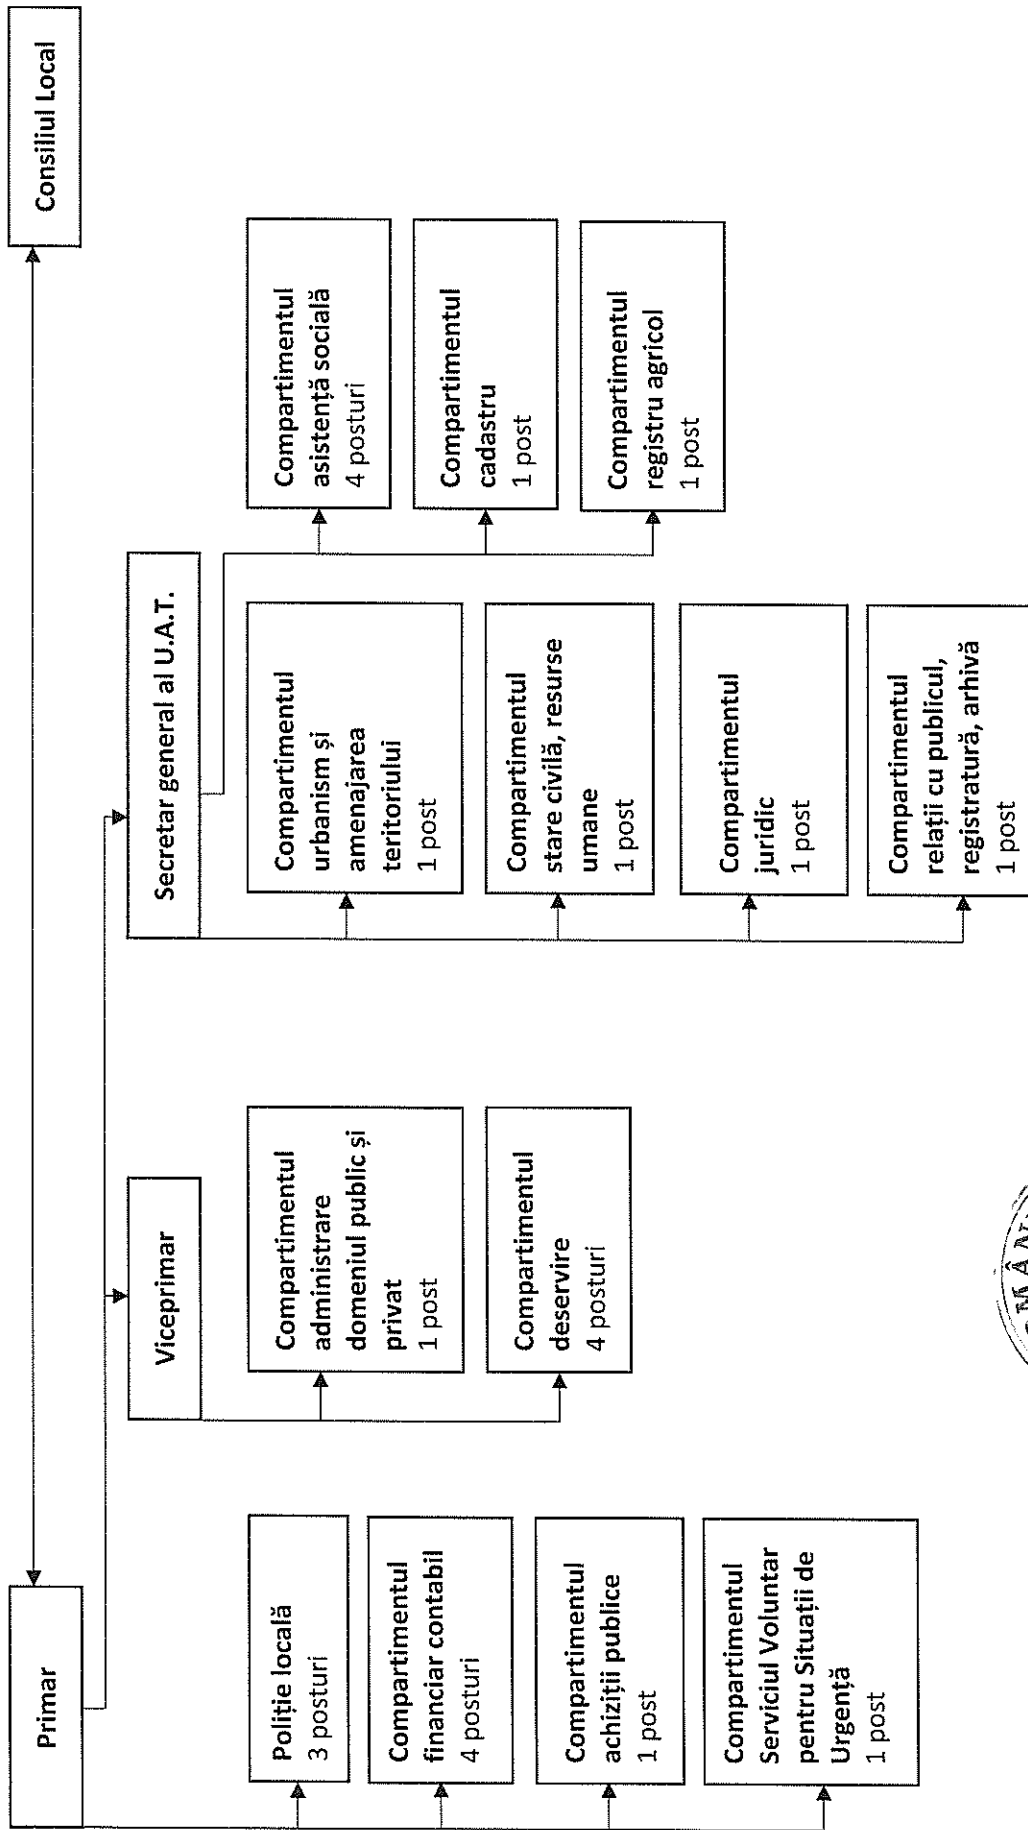 Primar
Consiliul Local
Viceprimar
Secretar general al U.A.T.
Poliție locală
3 posturi
Compartimentul
financiar contabil
4 posturi
Compartimentul
achiziții publice
1 post
Compartimentul
Serviciul Voluntar
pentru Situații de
Urgență
1 post
Compartimentul
administrare
domeniul public și
privat
1 post
Compartimentul
deservire
4 posturi
Compartimentul
urbanism și
amenajarea
teritoriului
1 post
Compartimentul
stare civilă, resurse
umane
1 post
Compartimentul
juridic
1 post
Compartimentul
relații cu publicul,
registratură, arhivă
1 post
Compartimentul
asistență socială
4 posturi
Compartimentul
cadastru
1 post
Compartimentul
registru agricol
1 post